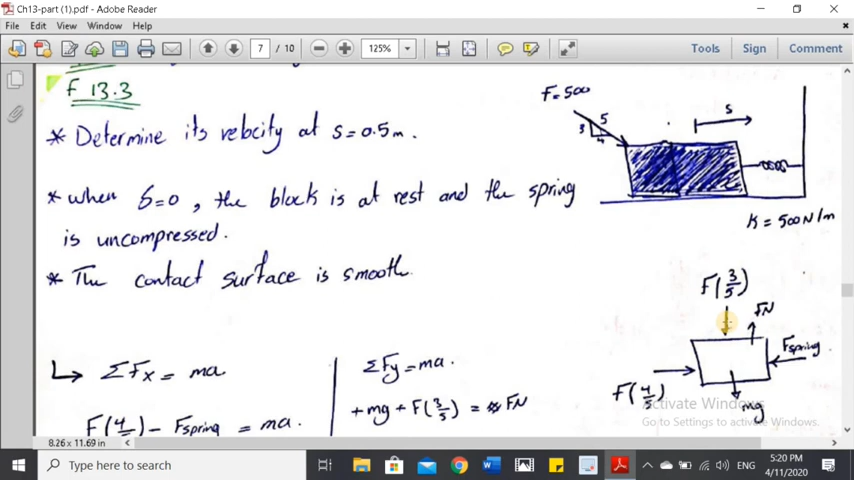 Ch13-part (1).pdf - Adobe Reader
File Edit View Window Help
7 / 10 125% Tools Sign Comment
F 13.3
* Determine its velocity at s=0.5m.
* when S=0, the block is at rest and the spring
is uncompressed.
* The contact surface is smooth
F=500
5
3
4
S
K = 500N/m
F(3/5)
FN
Fspring
F(4/5)
mg
ΣFx = ma
F(4/5) - Fspring = ma.
ΣFy = ma.
+mg + F(3/5) = FN
Activate Windows
Go to Settings to activate Windows.
8.26 x 11.69 in
Type here to search
ENG
5:20 PM
4/11/2020